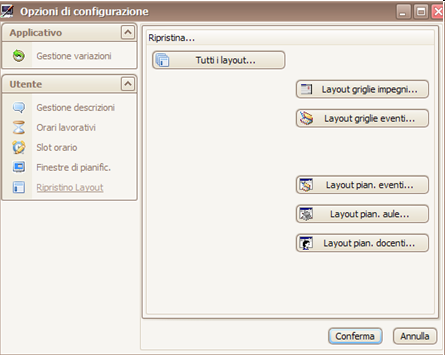 Opzioni di configurazione
Applicativo
Gestione variazioni
Utente
Gestione descrizioni
Orari lavorativi
Slot orario
Finestre di pianific.
Ripristino Layout
Ripristina...
Tutti i layout...
Layout griglie impegni...
Layout griglie eventi...
Layout pian. eventi...
Layout pian. aule...
Layout pian. docenti...
Conferma
Annulla